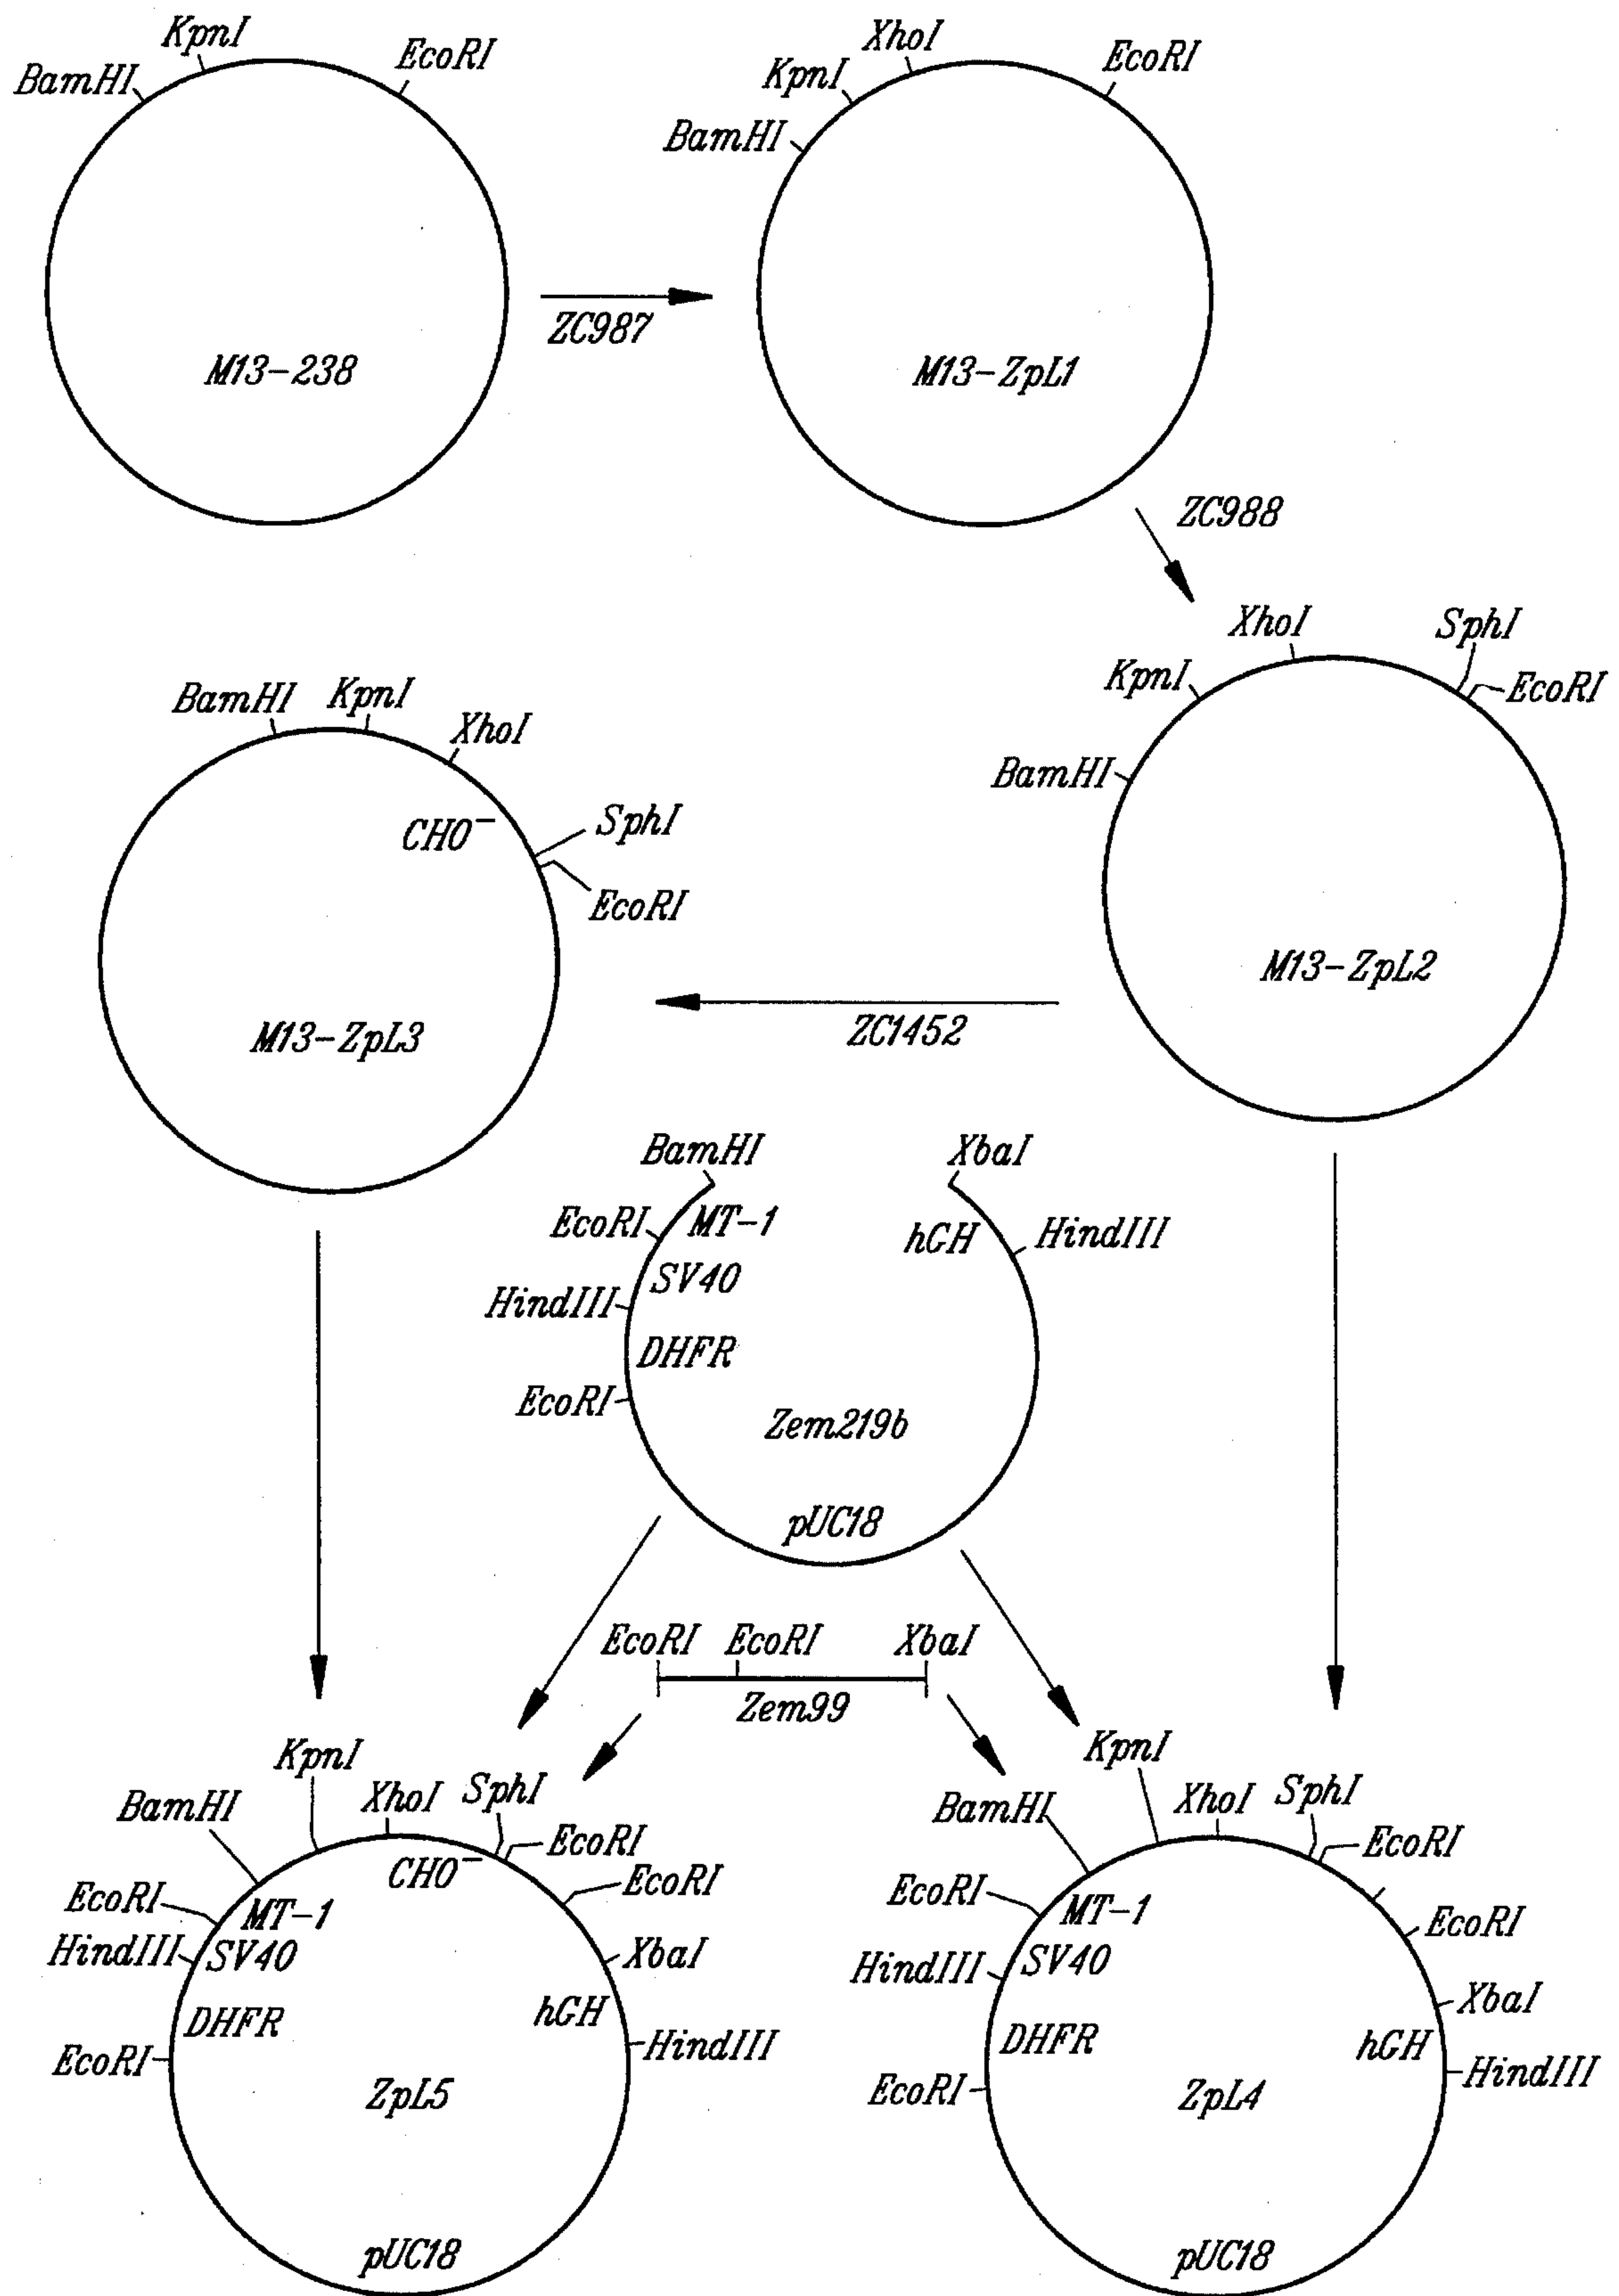 KpnI
BamHI
EcoRI
M13-238
ZC987
XhoI
KpnI
EcoRI
BamHI
M13-ZpL1
ZC988
XhoI
SphI
KpnI
EcoRI
BamHI
M13-ZpL2
ZC1452
BamHI
KpnI
XhoI
CHO⁻
SphI
EcoRI
M13-ZpL3
BamHI
XbaI
EcoRI
MT-1
hGH
HindIII
SV40
HindIII
DHFR
EcoRI
Zem219b
pUC18
EcoRI
EcoRI
XbaI
Zem99
KpnI
XhoI
SphI
BamHI
EcoRI
CHO⁻
EcoRI
EcoRI
MT-1
HindIII
SV40
XbaI
DHFR
hGH
HindIII
EcoRI
ZpL5
pUC18
KpnI
XhoI
SphI
BamHI
EcoRI
EcoRI
MT-1
EcoRI
HindIII
SV40
XbaI
DHFR
hGH
HindIII
EcoRI
ZpL4
pUC18